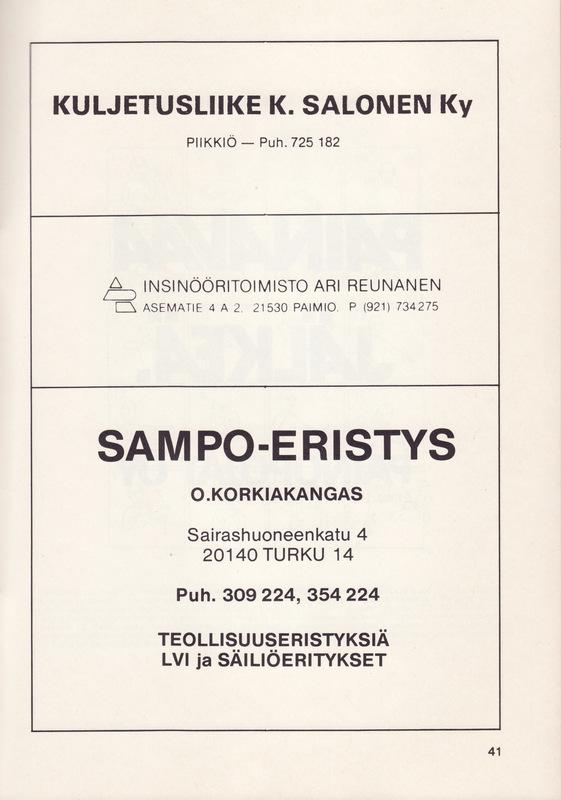 KULJETUSLIIKE K. SALONEN Ky
PIIKKIÖ — Puh. 725 182
INSINÖÖRITOIMISTO ARI REUNANEN
ASEMATIE 4 A 2. 21530 PAIMIO. P (921) 734275
SAMPO-ERISTYS
O.KORKIAKANGAS
Sairashuoneenkatu 4
20140 TURKU 14
Puh. 309 224, 354 224
TEOLLISUUSERISTYKSIÄ
LVI ja SÄILIÖERITYKSET
41